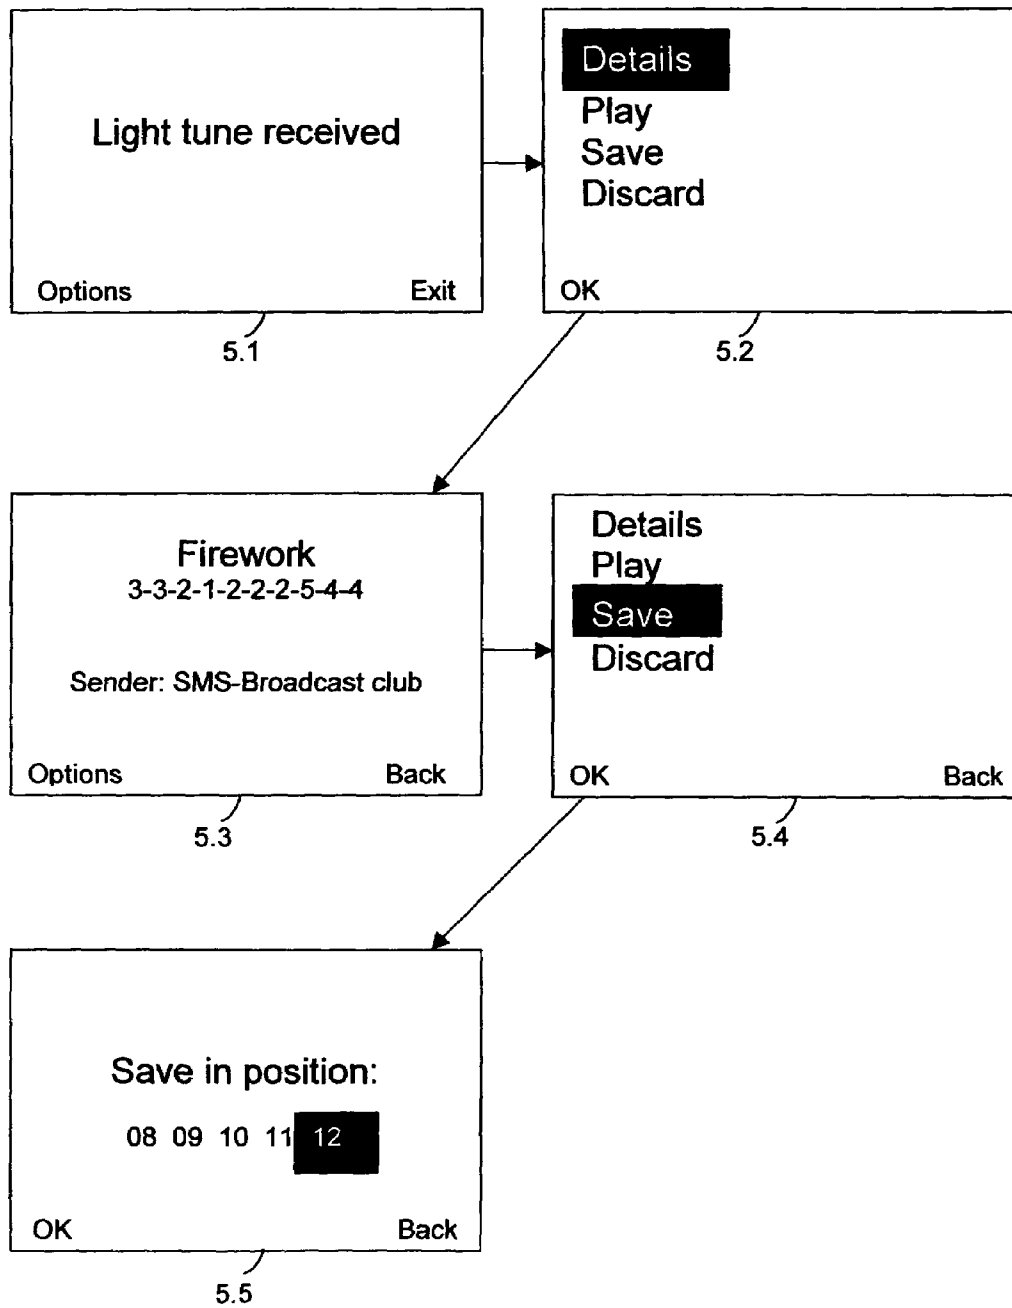 Light tune received
Options Exit
5.1
Details
Play
Save
Discard
OK
5.2
Firework
3-3-2-1-2-2-2-5-4-4
Sender: SMS-Broadcast club
Options Back
5.3
Details
Play
Save
Discard
OK Back
5.4
Save in position:
08 09 10 11 12
OK Back
5.5